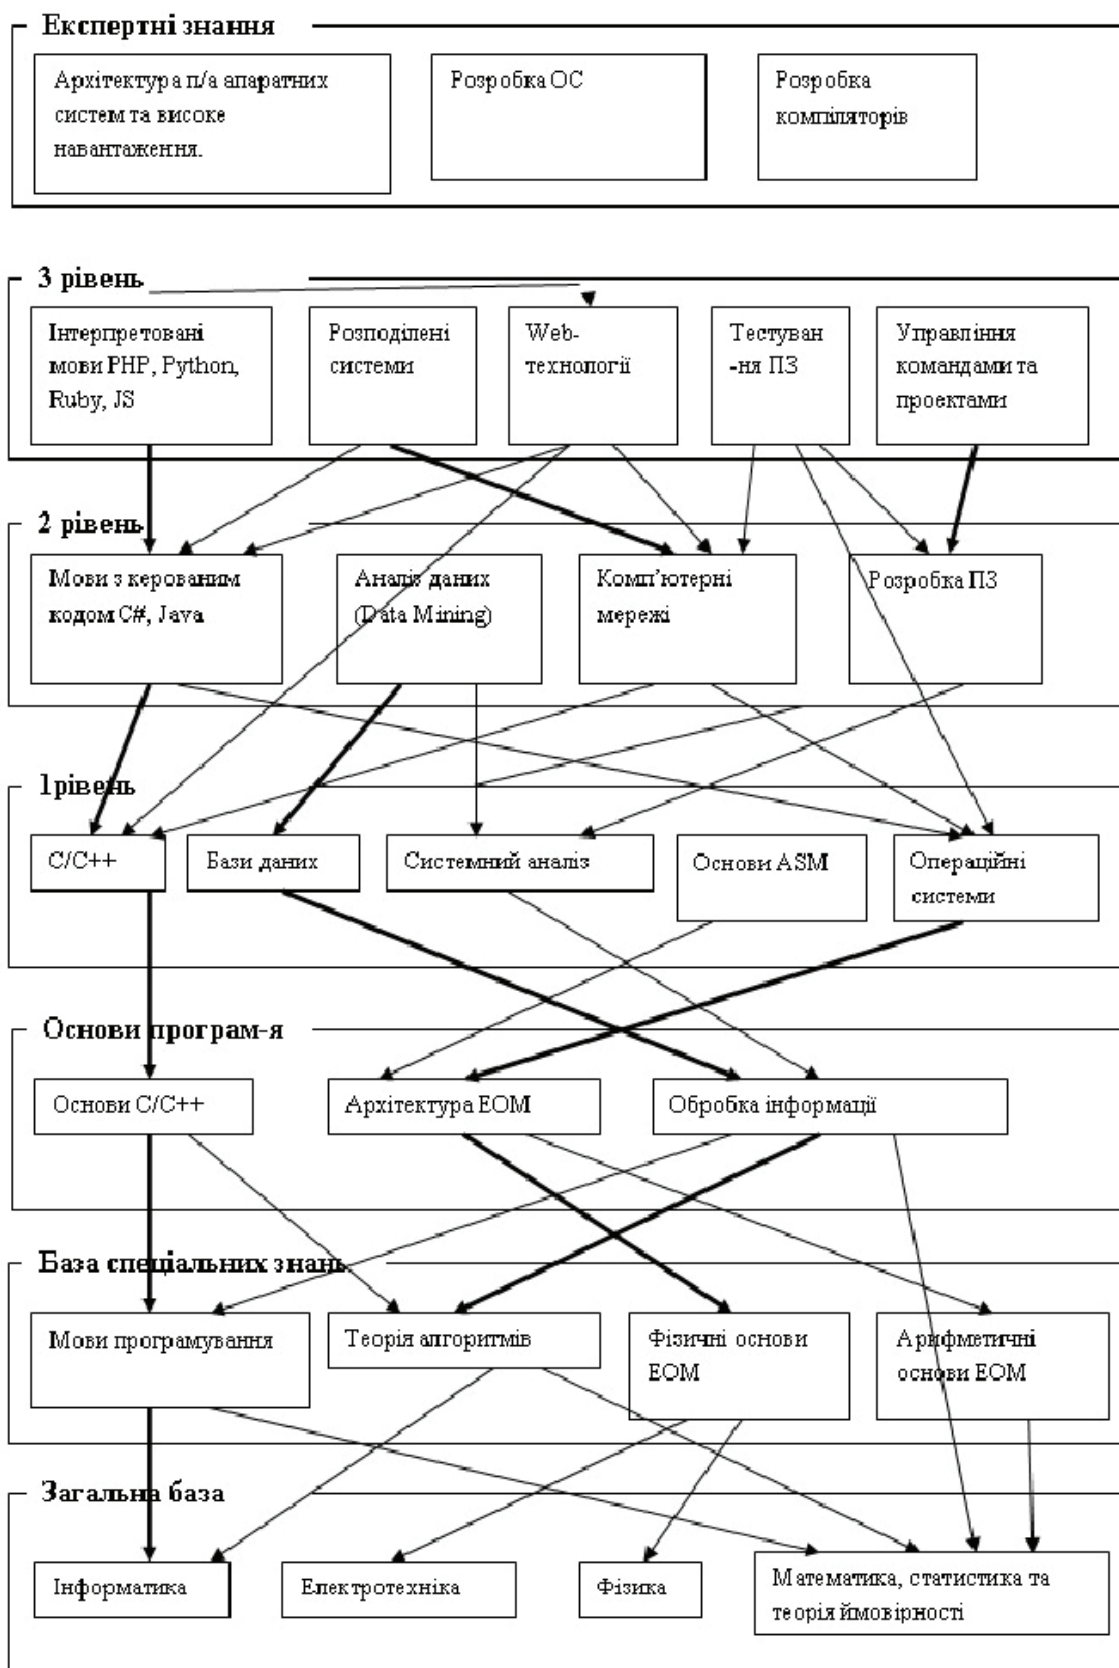 Експертні знання
Архітектура п/а апаратних
систем та високе
навантаження.
Розробка ОС
Розробка
компіляторів
3 рівень
Інтерпретовані
мови PHP, Python,
Ruby, JS
Розподілені
системи
Web-
технології
Тестуван
-ня ПЗ
Управління
командами та
проектами
2 рівень
Мови з керованим
кодом C#, Java
Аналіз даних
(Data Mining)
Комп'ютерні
мережі
Розробка ПЗ
1рівень
С/С++
Бази даних
Системний аналіз
Основи ASM
Операційні
системи
Основи програм-я
Основи С/С++
Архітектура ЕОМ
Обробка інформації
База спеціальних знань
Мови програмування
Теорія алгоритмів
Фізичні основи
ЕОМ
Арифметичні
основи ЕОМ
Загальна база
Інформатика
Електротехніка
Фізика
Математика, статистика та
теорія ймовірності